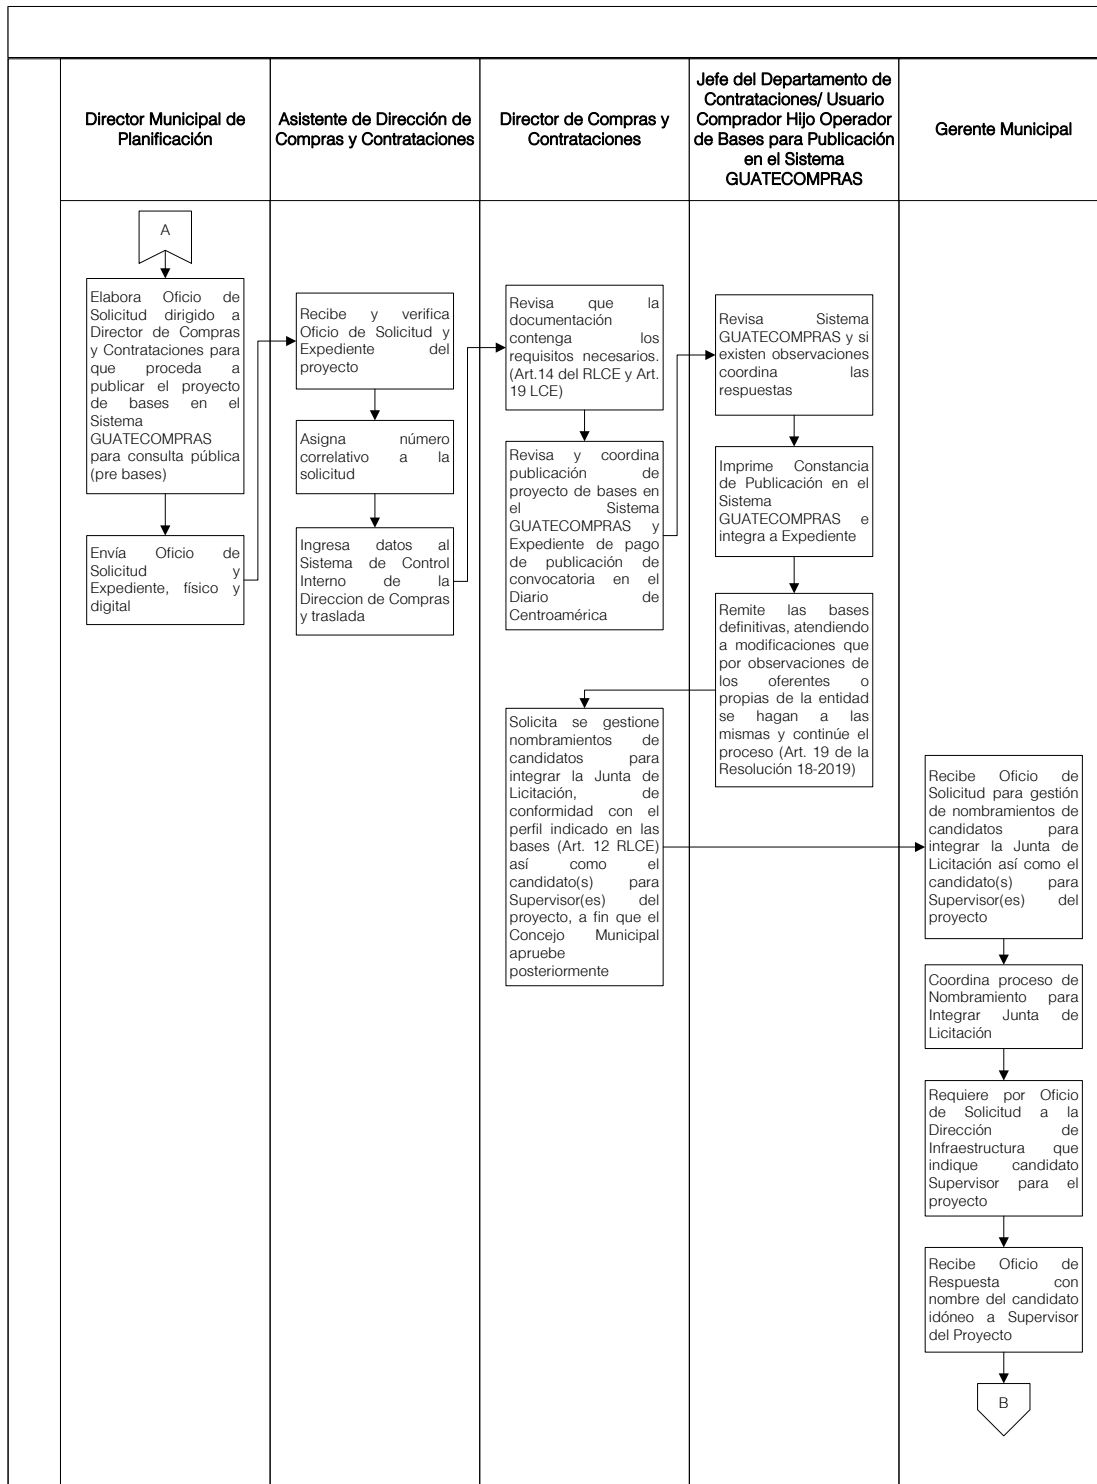 Director Municipal de
Planificación
Asistente de Dirección de
Compras y Contrataciones
Director de Compras y
Contrataciones
Jefe del Departamento de
Contrataciones/ Usuario
Comprador Hijo Operador
de Bases para Publicación
en el Sistema
GUATECOMPRAS
Gerente Municipal
A
Elabora Oficio de
Solicitud dirigido a
Director de Compras
y Contrataciones para
que proceda a
publicar el proyecto
de bases en el
Sistema
GUATECOMPRAS
para consulta pública
(pre bases)
Envía Oficio de
Solicitud y
Expediente, físico y
digital
Recibe y verifica
Oficio de Solicitud y
Expediente del
proyecto
Asigna número
correlativo a la
solicitud
Ingresa datos al
Sistema de Control
Interno de la
Direccion de Compras
y traslada
Revisa que la
documentación
contenga los
requisitos necesarios.
(Art.14 del RLCE y Art.
19 LCE)
Revisa y coordina
publicación de
proyecto de bases en
el Sistema
GUATECOMPRAS y
Expediente de pago
de publicación de
convocatoria en el
Diario de
Centroamérica
Revisa Sistema
GUATECOMPRAS y si
existen observaciones
coordina las
respuestas
Imprime Constancia
de Publicación en el
Sistema
GUATECOMPRAS e
integra a Expediente
Remite las bases
definitivas, atendiendo
a modificaciones que
por observaciones de
los oferentes o
propias de la entidad
se hagan a las
mismas y continúe el
proceso (Art. 19 de la
Resolución 18-2019)
Solicita se gestione
nombramientos de
candidatos para
integrar la Junta de
Licitación, de
conformidad con el
perfil indicado en las
bases (Art. 12 RLCE)
así como el
candidato(s) para
Supervisor(es) del
proyecto, a fin que el
Concejo Municipal
apruebe
posteriormente
Recibe Oficio de
Solicitud para gestión
de nombramientos de
candidatos para
integrar la Junta de
Licitación así como el
candidato(s) para
Supervisor(es) del
proyecto
Coordina proceso de
Nombramiento para
Integrar Junta de
Licitación
Requiere por Oficio
de Solicitud a la
Dirección de
Infraestructura que
indique candidato
Supervisor para el
proyecto
Recibe Oficio de
Respuesta con
nombre del candidato
idóneo a Supervisor
del Proyecto
B